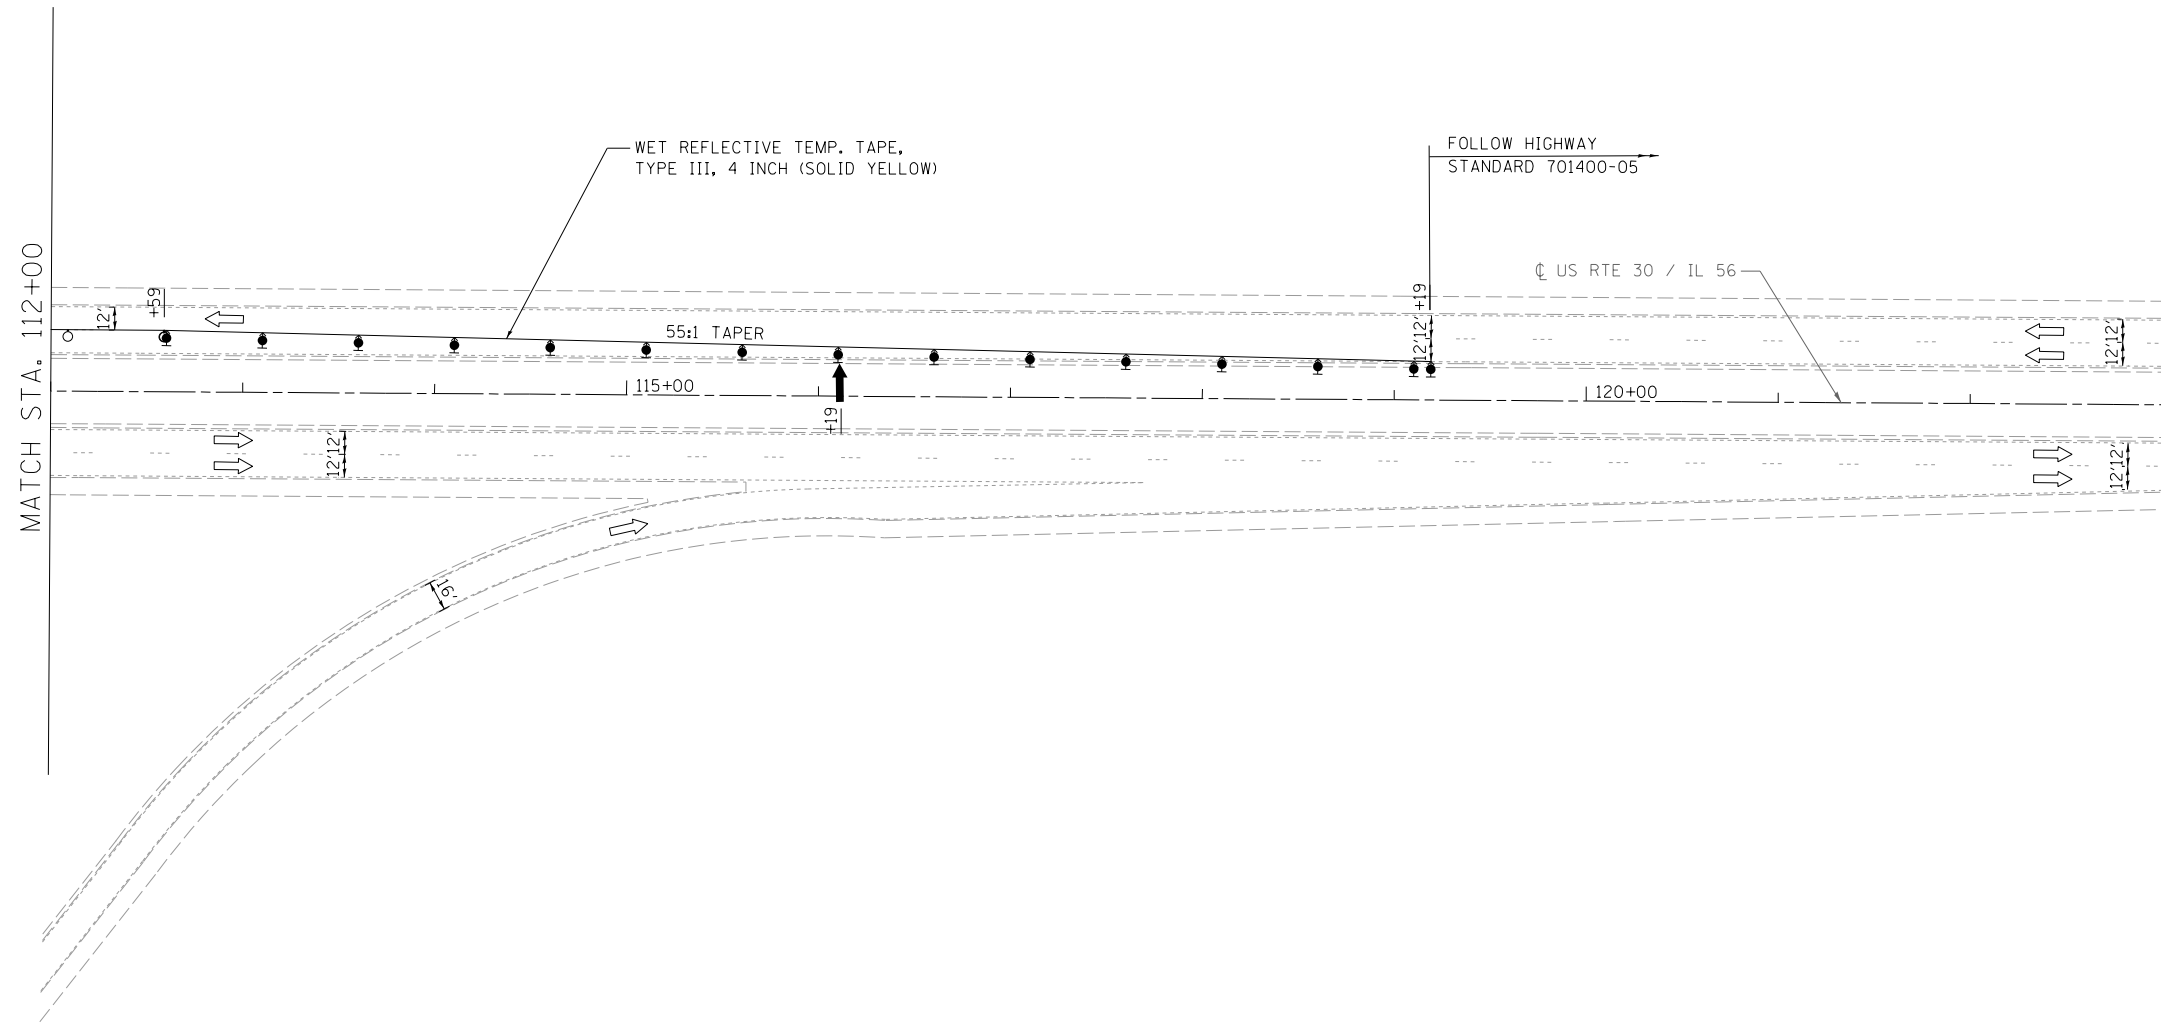 WET REFLECTIVE TEMP. TAPE,
TYPE III, 4 INCH (SOLID YELLOW)
FOLLOW HIGHWAY
STANDARD 701400-05
MATCH STA. 112+00
℄ US RTE 30 / IL 56
12'
+59
55:1 TAPER
+19
12'
12'
12'
12'
115+00
120+00
+19
12'
12'
12'
12'
16'